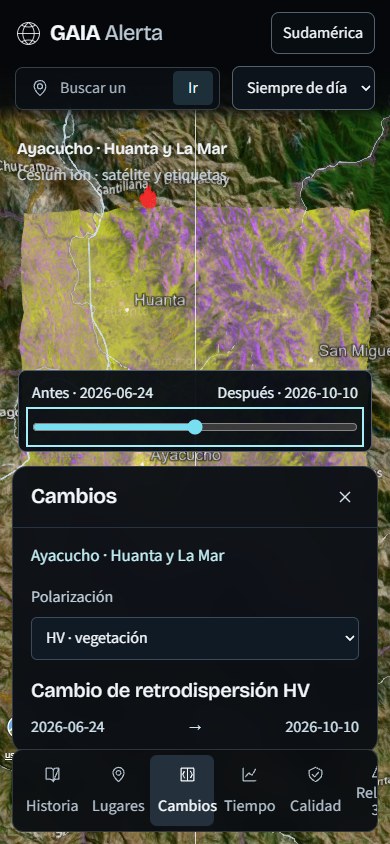 GAIA Alerta
Sudamérica
Buscar un
Ir
Siempre de día
Ayacucho · Huanta y La Mar
Cesium ion · satélite y etiquetas
Santillana
Huanta
San Migue
Antes · 2026-06-24
Después · 2026-10-10
Ayacucho
Cambios
Ayacucho · Huanta y La Mar
Polarización
HV · vegetación
Cambio de retrodispersión HV
2026-06-24 → 2026-10-10
Historia
Lugares
Cambios
Tiempo
Calidad